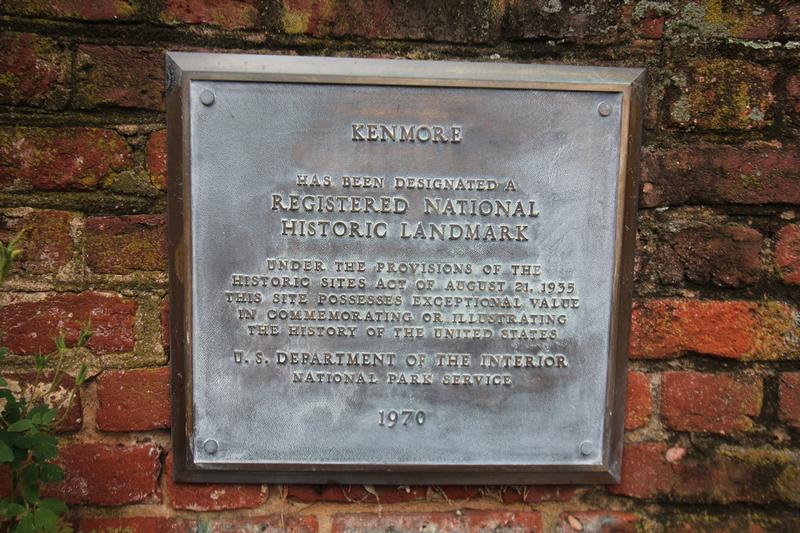 KENMORE
HAS BEEN DESIGNATED A
REGISTERED NATIONAL
HISTORIC LANDMARK
UNDER THE PROVISIONS OF THE
HISTORIC SITES ACT OF AUGUST 21, 1935
THIS SITE POSSESSES EXCEPTIONAL VALUE
IN COMMEMORATING OR ILLUSTRATING
THE HISTORY OF THE UNITED STATES
U. S. DEPARTMENT OF THE INTERIOR
NATIONAL PARK SERVICE
1970